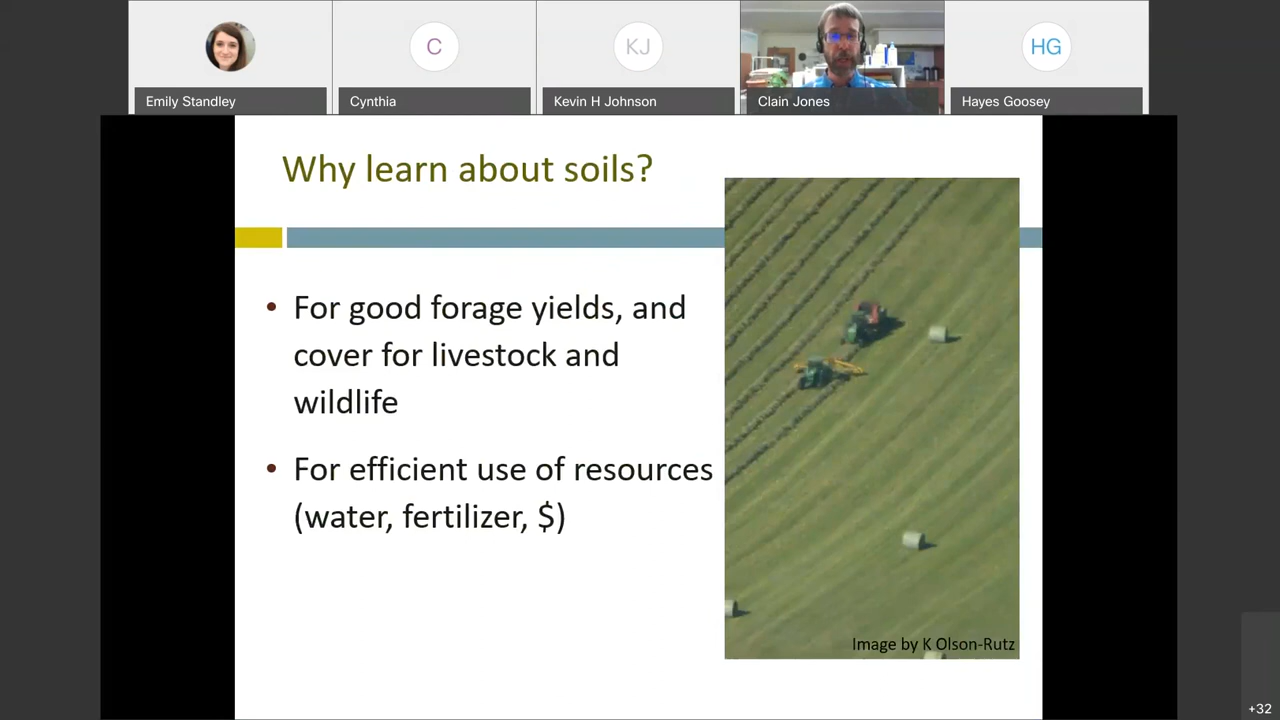 C
KJ
HG
Emily Standley
Cynthia
Kevin H Johnson
Clain Jones
Hayes Goosey
Why learn about soils?
• For good forage yields, and
cover for livestock and
wildlife
• For efficient use of resources
(water, fertilizer, $)
Image by K Olson-Rutz
+32